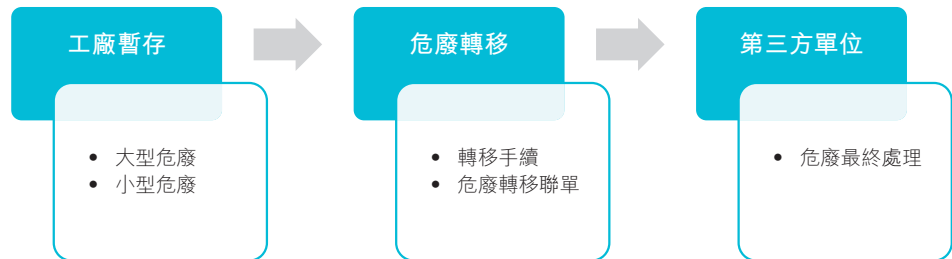 工廠暫存
危廢轉移
第三方單位
• 大型危廢
• 小型危廢
• 轉移手續
• 危廢轉移聯單
• 危廢最終處理